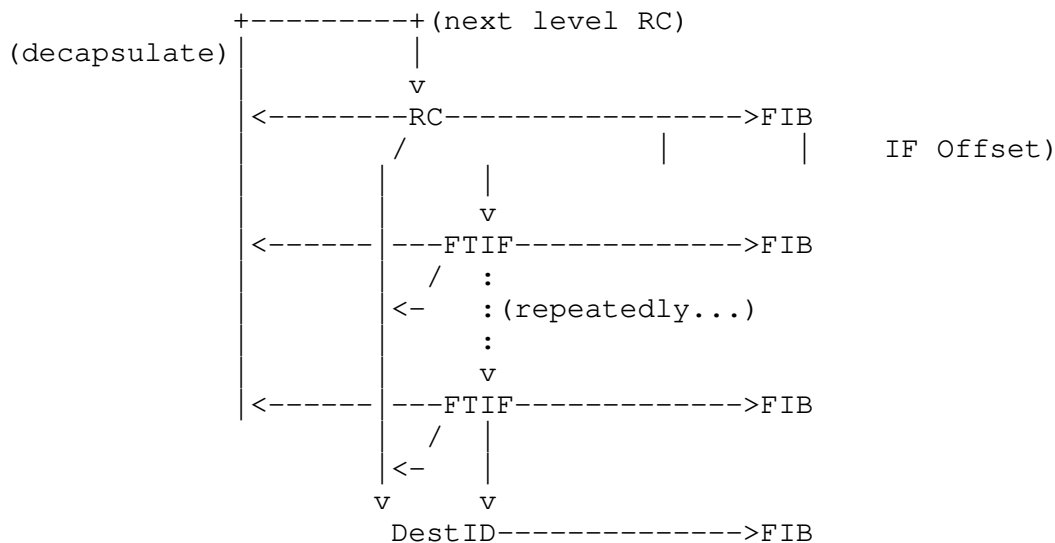 +---------+(next level RC)
(decapsulate)|         |
|         v
|<--------RC----------------->FIB
|        /              |       |    IF Offset)
|       |     |
|       |     v
|<------|---FTIF------------->FIB
|       |  /  :
|       |<-   :(repeatedly...)
|       |     :
|       |     v
|<------|---FTIF------------->FIB
|  /  |
|<-   |
v     v
DestID-------------->FIB